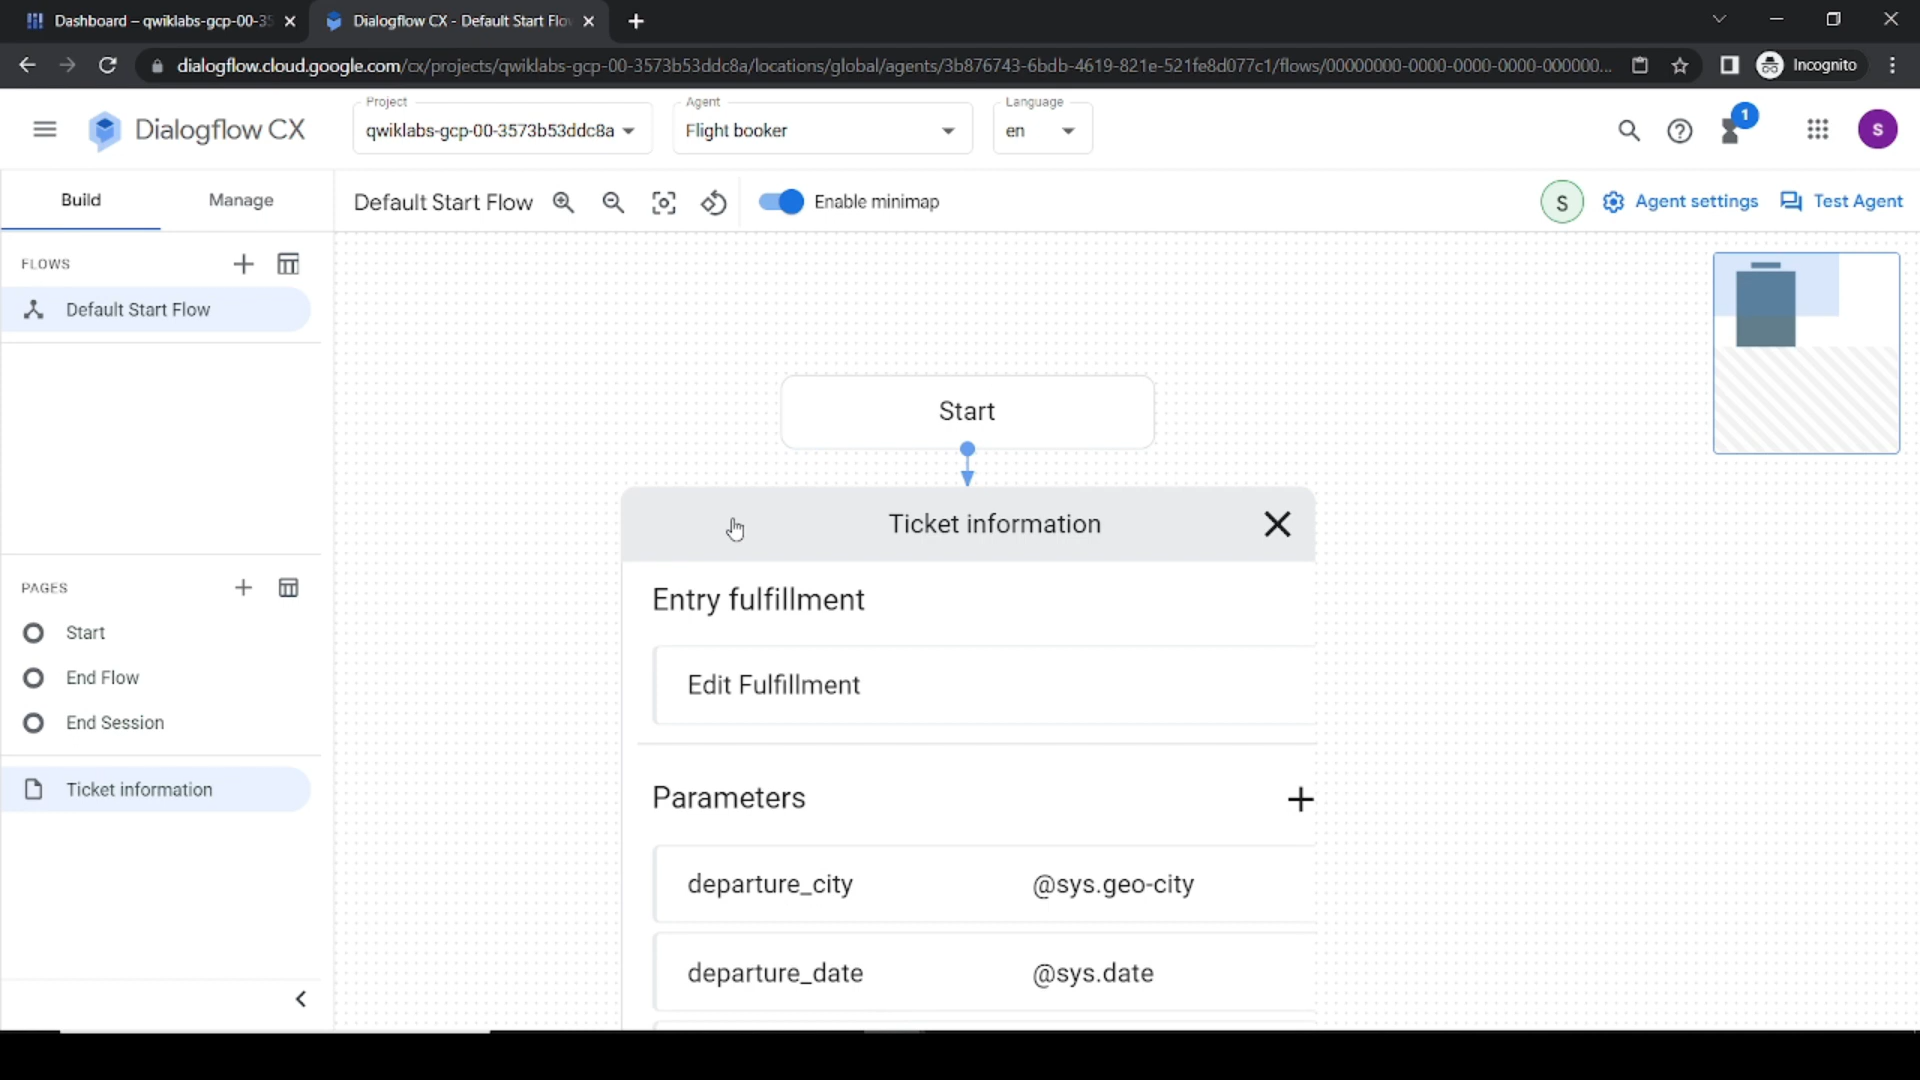 Dashboard – qwiklabs-gcp-00-35
Dialogflow CX - Default Start Flo
dialogflow.cloud.google.com/cx/projects/qwiklabs-gcp-00-3573b53ddc8a/locations/global/agents/3b876743-6bdb-4619-821e-521fe8d077c1/flows/00000000-0000-0000-0000-000000...
Incognito
Dialogflow CX
Project
qwiklabs-gcp-00-3573b53ddc8a
Agent
Flight booker
Language
en
1
S
Build
Manage
Default Start Flow
Enable minimap
S
Agent settings
Test Agent
FLOWS
Default Start Flow
PAGES
Start
End Flow
End Session
Ticket information
Start
Ticket information
Entry fulfillment
Edit Fulfillment
Parameters
departure_city @sys.geo-city
departure_date @sys.date